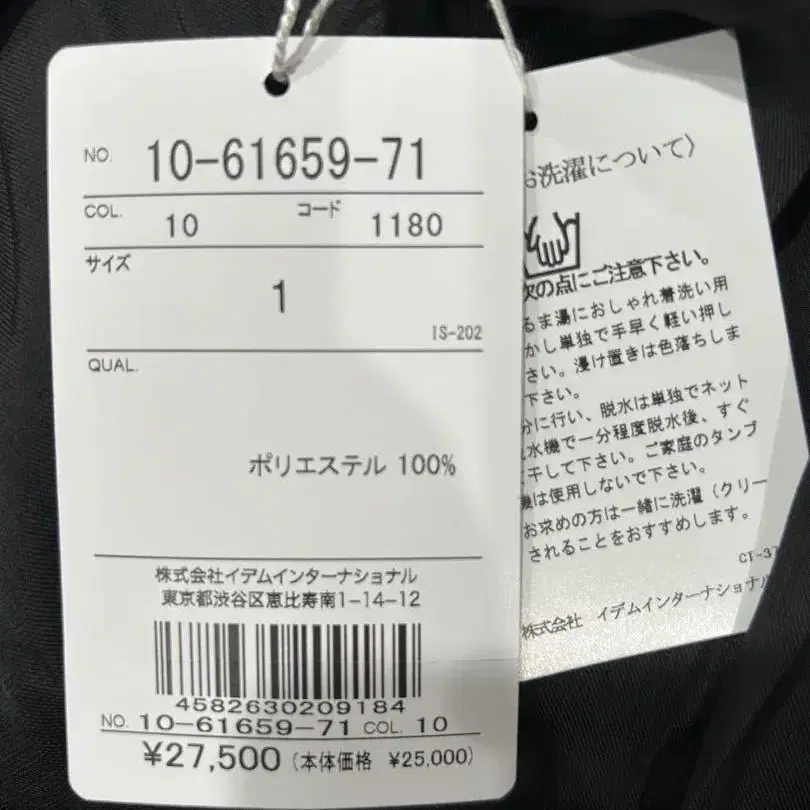 NO. 10-61659-71
COL. 10 コード 1180
サイズ
1
IS-202
QUAL.
ポリエステル 100%
株式会社イデムインターナショナル
東京都渋谷区恵比寿南1-14-12
4582630209184
NO. 10-61659-71 COL. 10
¥27,500 (本体価格 ¥25,000)
お洗濯について〉
次の点にご注意下さい。
るま湯におしゃれ着洗い用
かし単独で手早く軽い押し
さい。浸け置きは色落ちしま
下さい。
分に行い、脱水は単独でネット
水機で一分程度脱水後、すぐ
干して下さい。ご家庭のタンブ
機は使用しないで下さい。
お求めの方は一緒に洗濯(クリー
されることをおすすめします。
CT-37
株式会社 イデムインターナショナル